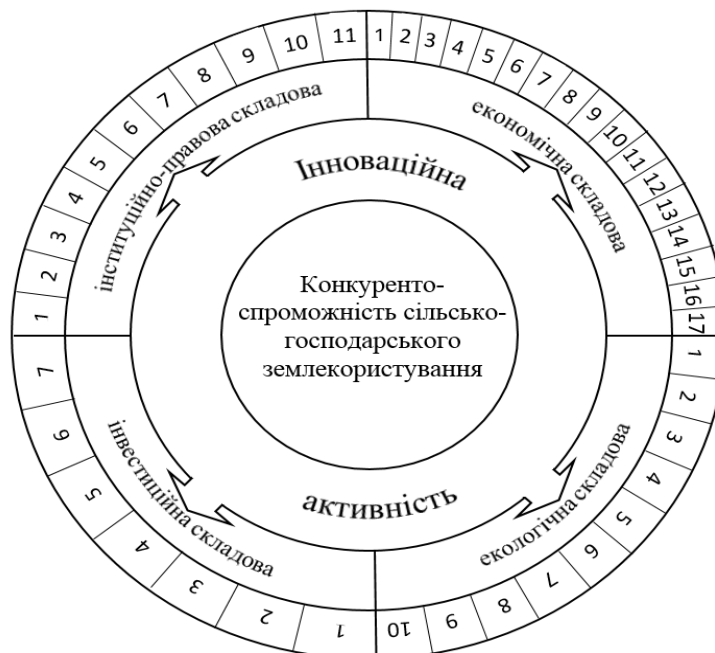 1 2 3 4 5 6 7 8 9 10 11 12 13 14 15 16 17
економічна складова
1 2 3 4 5 6 7 8 9 10
екологічна складова
1 2 3 4 5 6 7
інвестиційна складова
1 2 3 4 5 6 7 8 9 10 11
інституційно-правова складова
Інноваційна
активність
Конкуренто-
спроможність сільсько-
господарського
землекористування